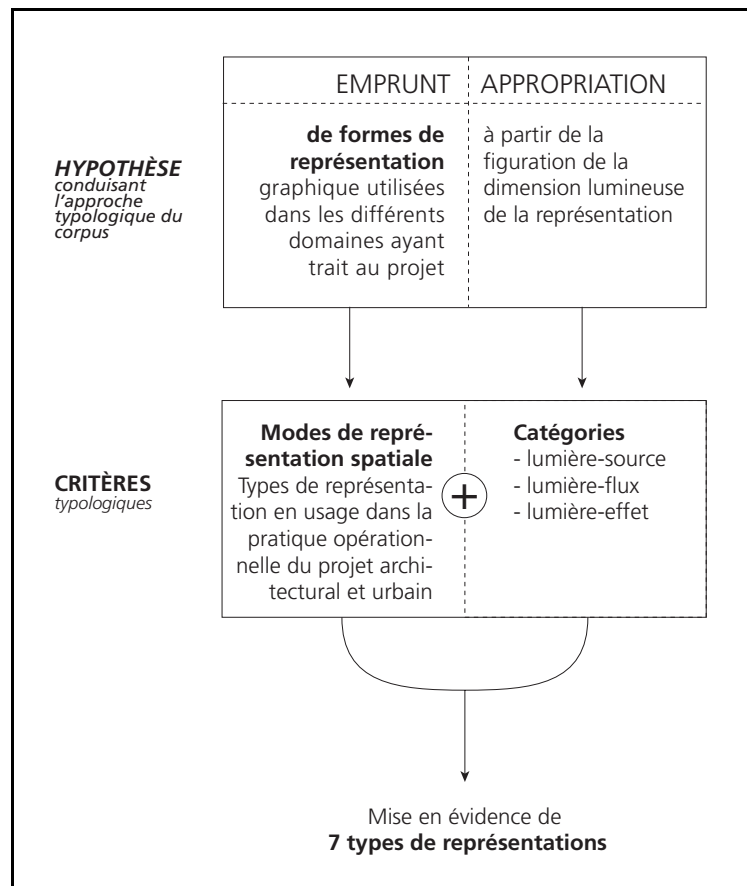 EMPRUNT
APPROPRIATION
HYPOTHÈSE
conduisant
l'approche
typologique du
corpus
de formes de
représentation
graphique utilisées
dans les différents
domaines ayant
trait au projet
à partir de la
figuration de la
dimension lumineuse
de la représentation
CRITÈRES
typologiques
Modes de repré-
sentation spatiale
Types de représenta-
tion en usage dans la
pratique opération-
nelle du projet archi-
tectural et urbain
+
Catégories
- lumière-source
- lumière-flux
- lumière-effet
Mise en évidence de
7 types de représentations